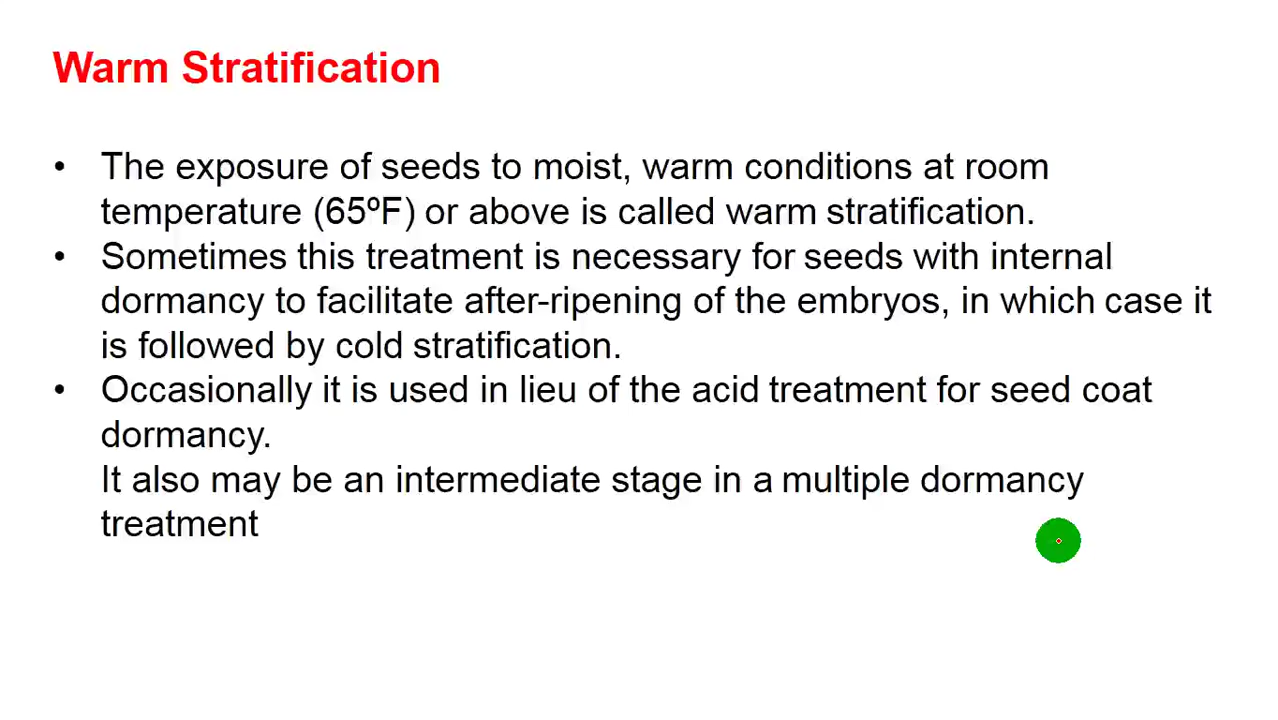 Warm Stratification
• The exposure of seeds to moist, warm conditions at room
temperature (65ºF) or above is called warm stratification.
• Sometimes this treatment is necessary for seeds with internal
dormancy to facilitate after-ripening of the embryos, in which case it
is followed by cold stratification.
• Occasionally it is used in lieu of the acid treatment for seed coat
dormancy.
It also may be an intermediate stage in a multiple dormancy
treatment